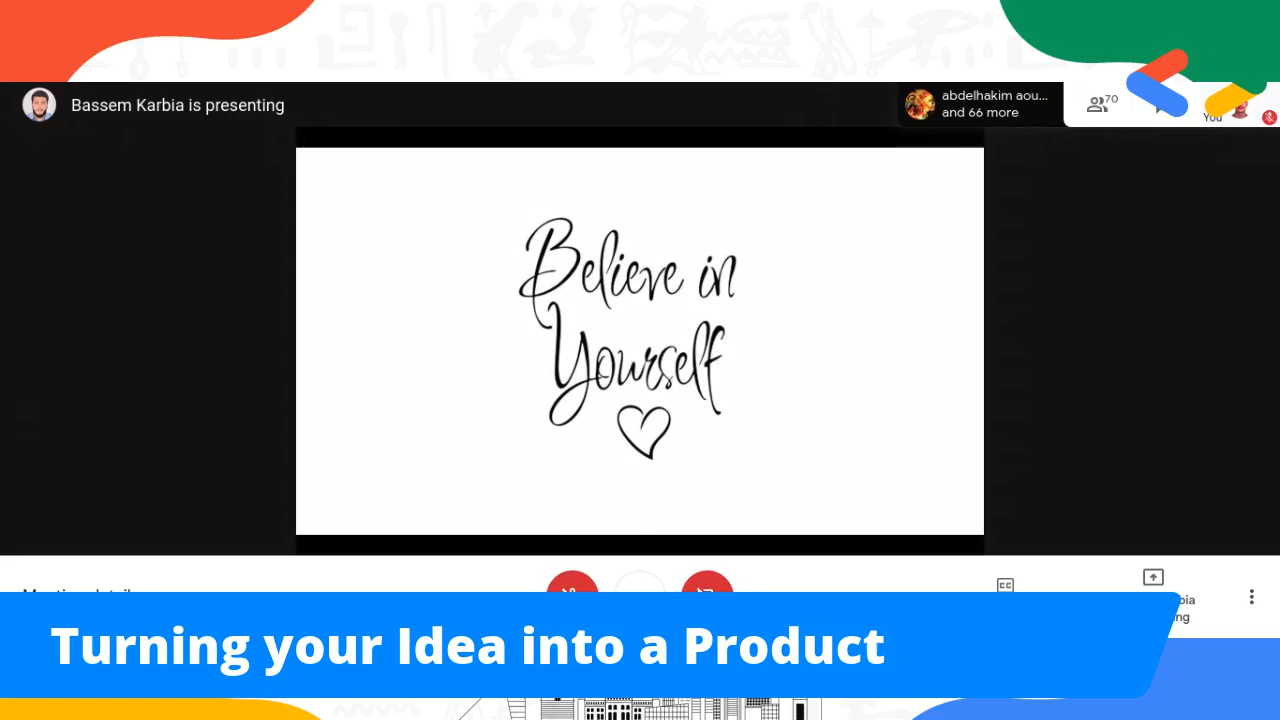 Bassem Karbia is presenting
abdelhakim aou...
and 66 more
70
You
Believe in
Yourself
CC
Turning your Idea into a Product